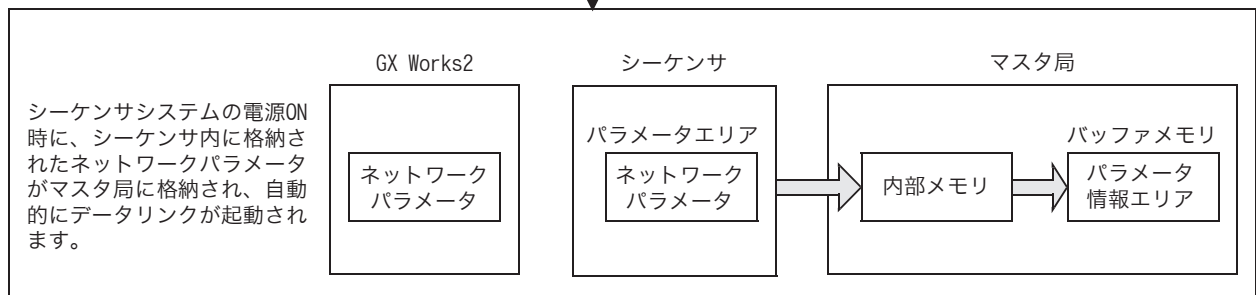 シーケンサシステムの電源ON
時に、シーケンサ内に格納さ
れたネットワークパラメータ
がマスタ局に格納され、自動
的にデータリンクが起動され
ます。
GX Works2
ネットワーク
パラメータ
シーケンサ
パラメータエリア
ネットワーク
パラメータ
マスタ局
内部メモリ
バッファメモリ
パラメータ
情報エリア